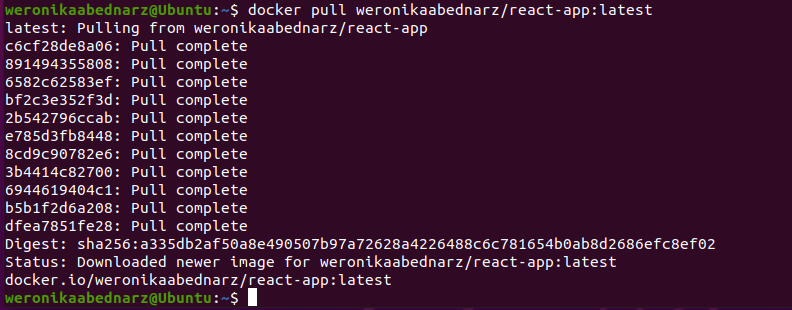 weronikaabednarz@Ubuntu:~$ docker pull weronikaabednarz/react-app:latest
latest: Pulling from weronikaabednarz/react-app
c6cf28de8a06: Pull complete
891494355808: Pull complete
6582c62583ef: Pull complete
bf2c3e352f3d: Pull complete
2b542796ccab: Pull complete
e785d3fb8448: Pull complete
8cd9c90782e6: Pull complete
3b4414c82700: Pull complete
6944619404c1: Pull complete
b5b1f2d6a208: Pull complete
dfea7851fe28: Pull complete
Digest: sha256:a335db2af50a8e490507b97a72628a4226488c6c781654b0ab8d2686efc8ef02
Status: Downloaded newer image for weronikaabednarz/react-app:latest
docker.io/weronikaabednarz/react-app:latest
weronikaabednarz@Ubuntu:~$